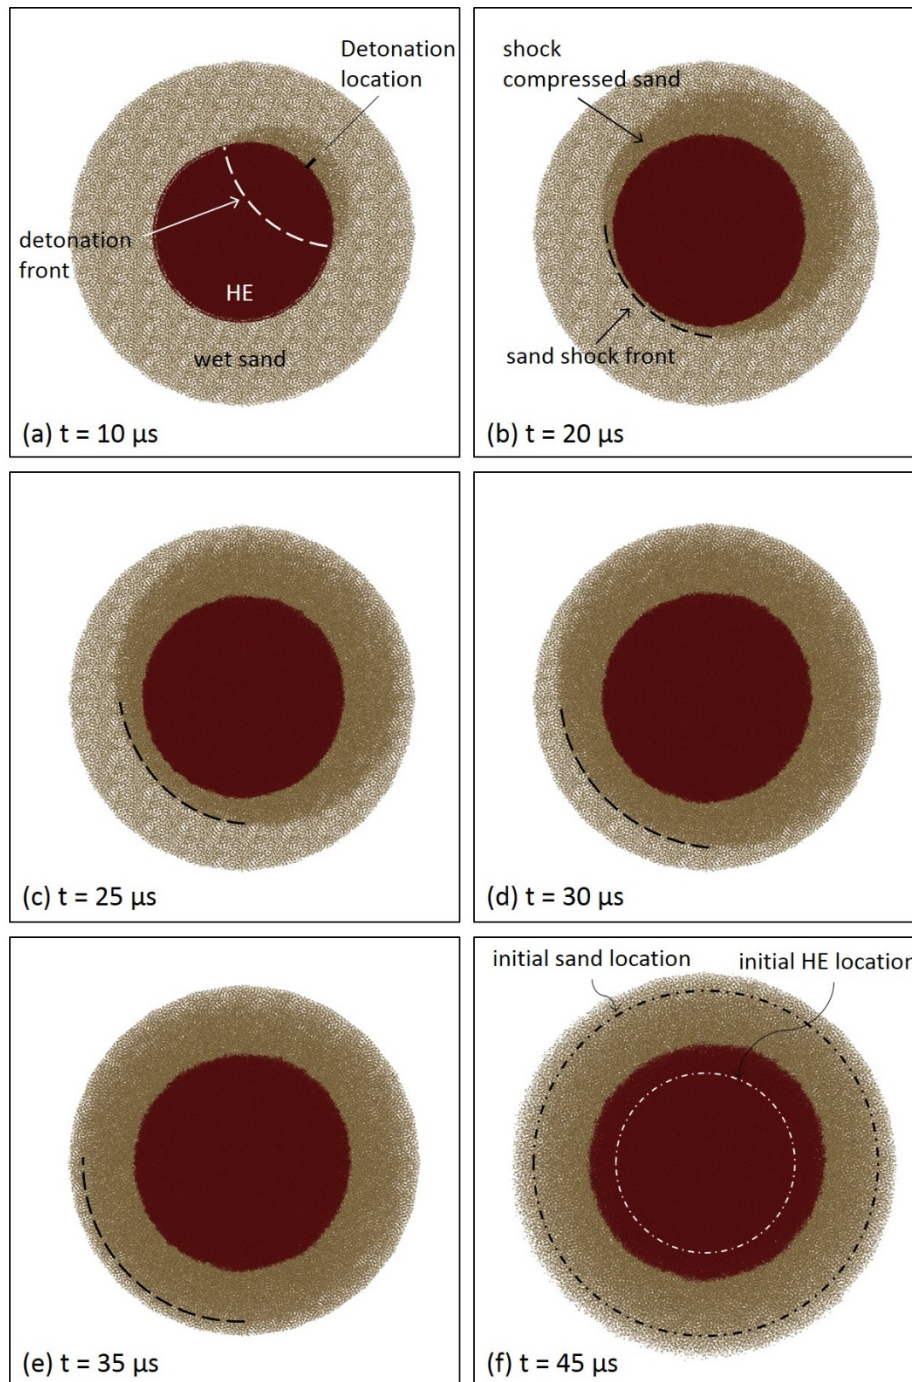 Detonation
location
detonation
front
HE
wet sand
(a) t = 10 µs
shock
compressed sand
sand shock front
(b) t = 20 µs
(c) t = 25 µs
(d) t = 30 µs
(e) t = 35 µs
initial sand location
initial HE location
(f) t = 45 µs